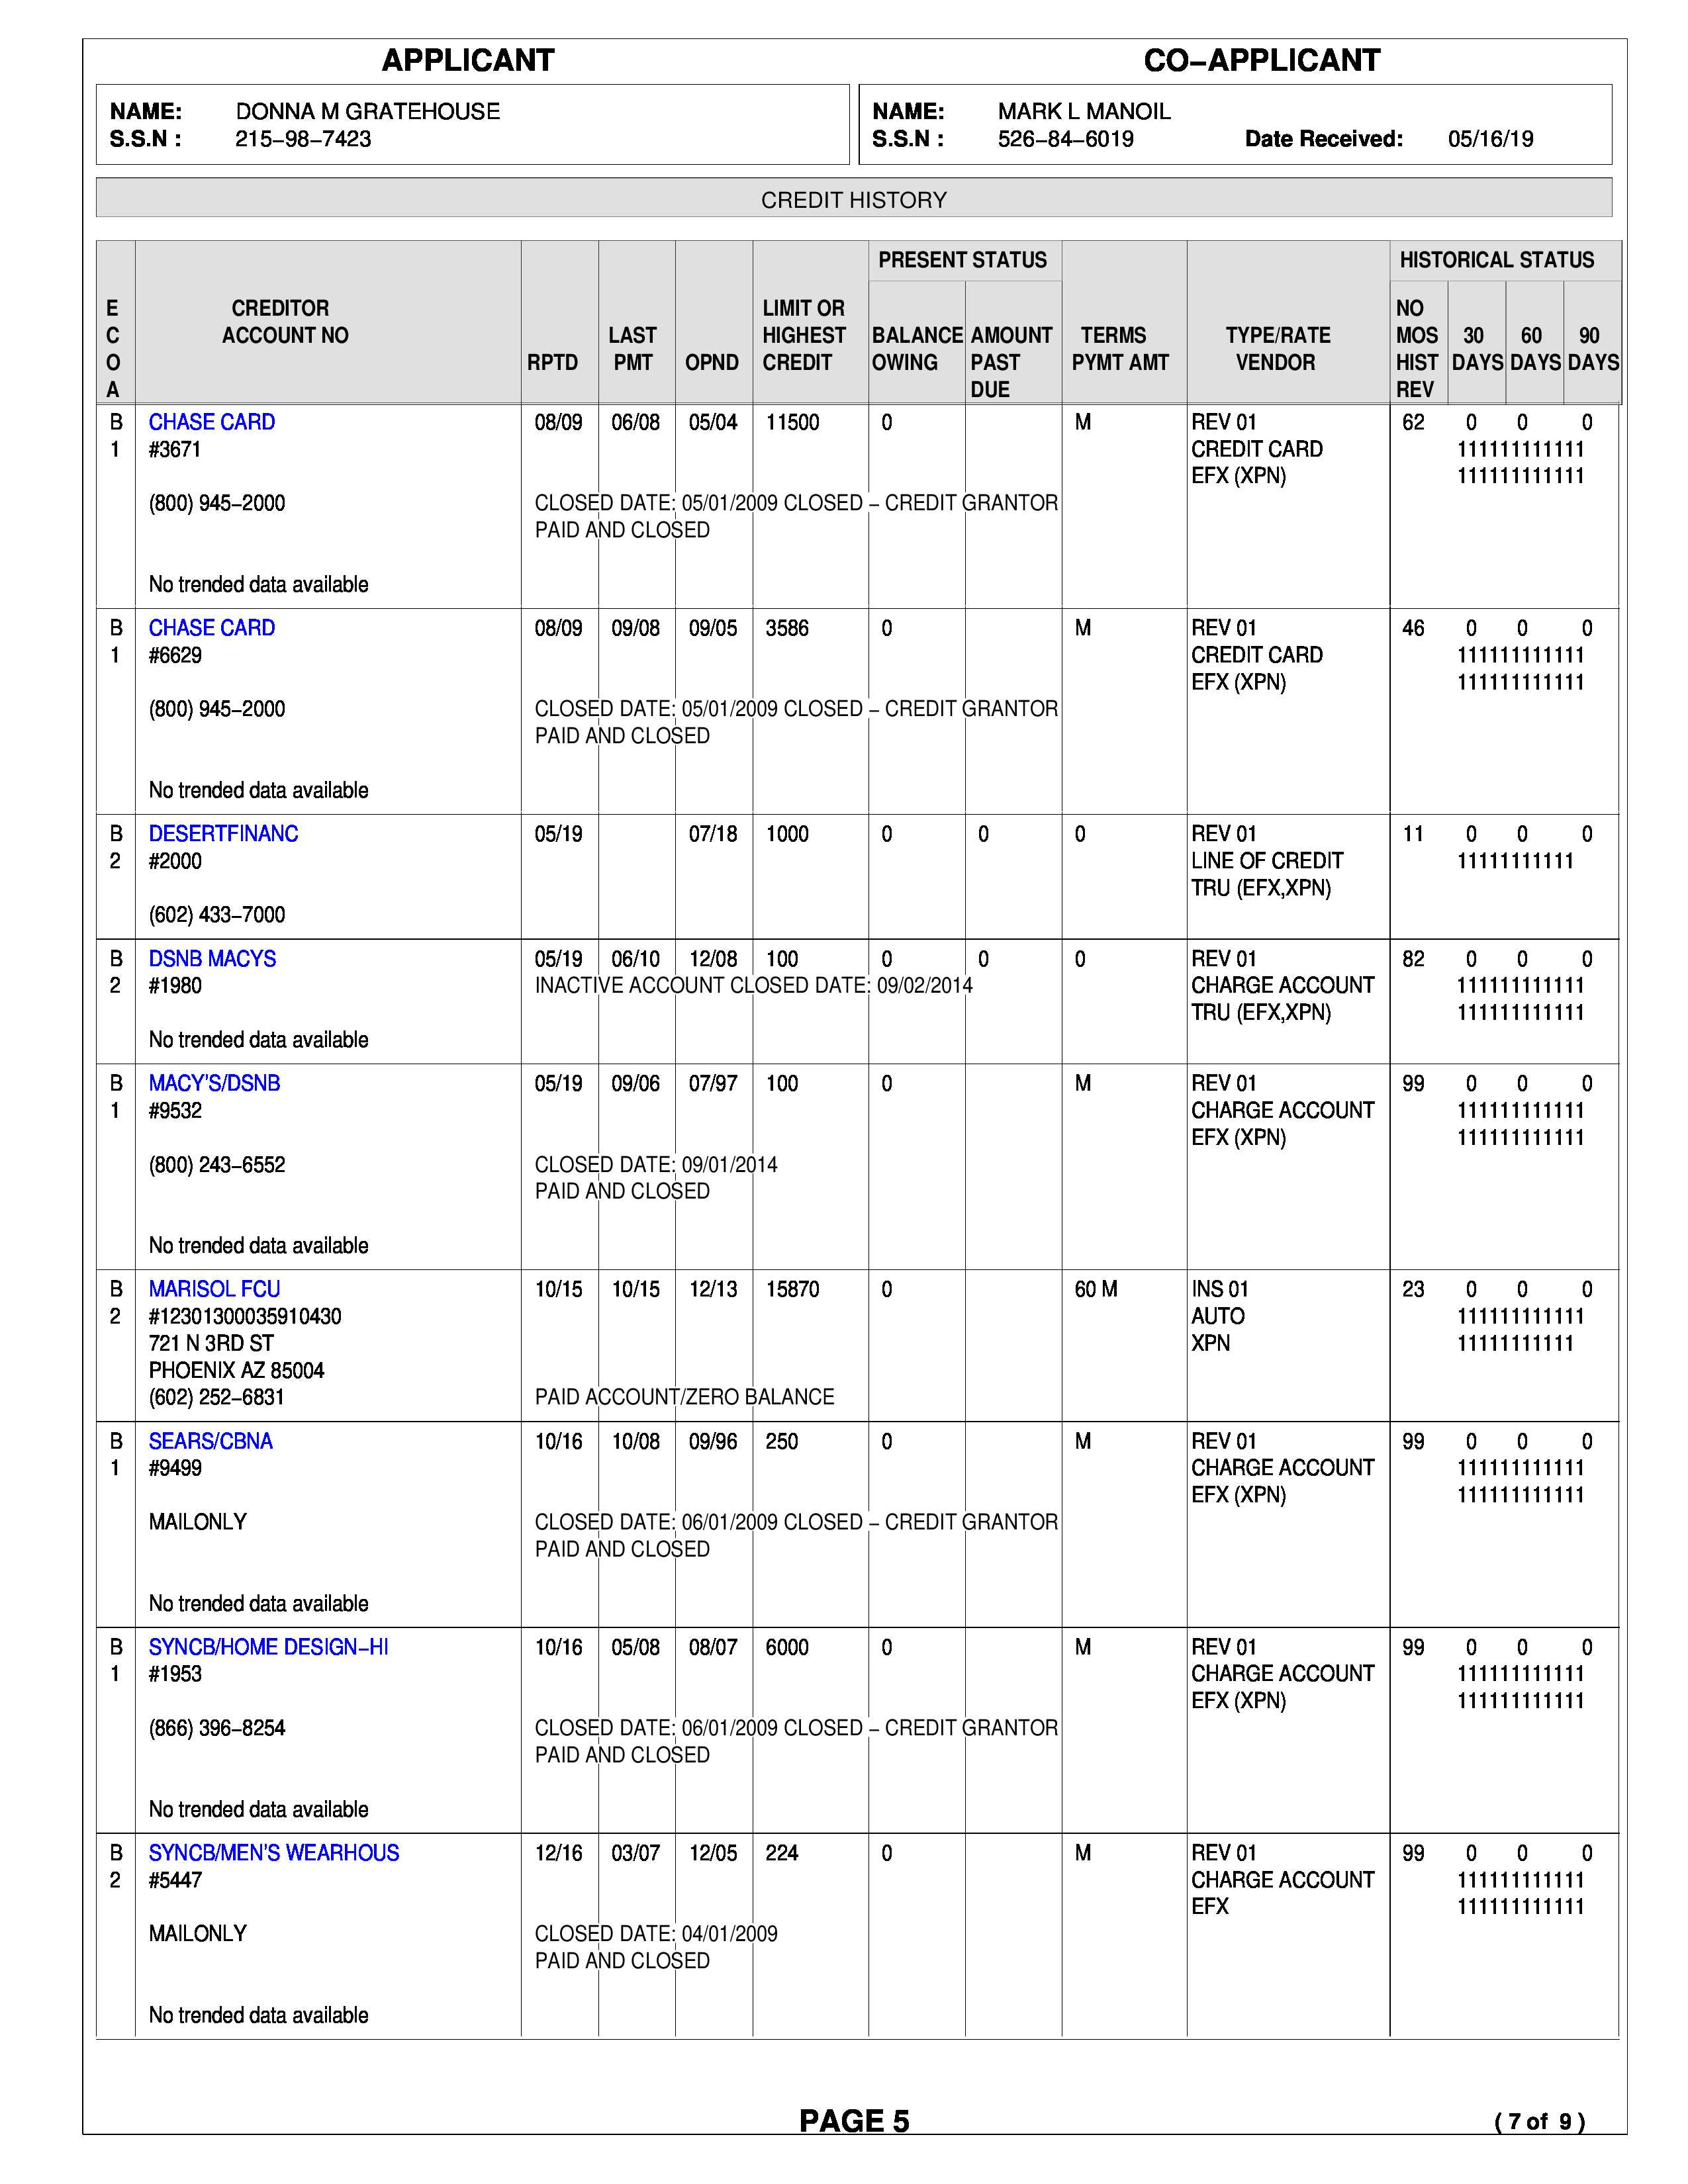 APPLICANT CO–APPLICANT
NAME: DONNA M GRATEHOUSE NAME: MARK L MANOIL
S.S.N : 215–98–7423 S.S.N : 526–84–6019 Date Received: 05/16/19
CREDIT HISTORY
PRESENT STATUS HISTORICAL STATUS
E CREDITOR LIMIT OR NO
C ACCOUNT NO LAST HIGHEST BALANCE AMOUNT TERMS TYPE/RATE MOS 30 60 90
O RPTD PMT OPND CREDIT OWING PAST PYMT AMT VENDOR HIST DAYS DAYS DAYS
A DUE REV
B CHASE CARD 08/09 06/08 05/04 11500 0 M REV 01 62 0 0 0
1 #3671 CREDIT CARD 111111111111
EFX (XPN) 111111111111
(800) 945–2000 CLOSED DATE: 05/01/2009 CLOSED – CREDIT GRANTOR
PAID AND CLOSED
No trended data available
B CHASE CARD 08/09 09/08 09/05 3586 0 M REV 01 46 0 0 0
1 #6629 CREDIT CARD 111111111111
EFX (XPN) 111111111111
(800) 945–2000 CLOSED DATE: 05/01/2009 CLOSED – CREDIT GRANTOR
PAID AND CLOSED
No trended data available
B DESERTFINANC 05/19 07/18 1000 0 0 0 REV 01 11 0 0 0
2 #2000 LINE OF CREDIT 11111111111
TRU (EFX,XPN)
(602) 433–7000
B DSNB MACYS 05/19 06/10 12/08 100 0 0 0 REV 01 82 0 0 0
2 #1980 INACTIVE ACCOUNT CLOSED DATE: 09/02/2014 CHARGE ACCOUNT 111111111111
TRU (EFX,XPN) 111111111111
No trended data available
B MACY'S/DSNB 05/19 09/06 07/97 100 0 M REV 01 99 0 0 0
1 #9532 CHARGE ACCOUNT 111111111111
EFX (XPN) 111111111111
(800) 243–6552 CLOSED DATE: 09/01/2014
PAID AND CLOSED
No trended data available
B MARISOL FCU 10/15 10/15 12/13 15870 0 60 M INS 01 23 0 0 0
2 #12301300035910430 AUTO 111111111111
721 N 3RD ST XPN 11111111111
PHOENIX AZ 85004
(602) 252–6831 PAID ACCOUNT/ZERO BALANCE
B SEARS/CBNA 10/16 10/08 09/96 250 0 M REV 01 99 0 0 0
1 #9499 CHARGE ACCOUNT 111111111111
EFX (XPN) 111111111111
MAILONLY CLOSED DATE: 06/01/2009 CLOSED – CREDIT GRANTOR
PAID AND CLOSED
No trended data available
B SYNCB/HOME DESIGN–HI 10/16 05/08 08/07 6000 0 M REV 01 99 0 0 0
1 #1953 CHARGE ACCOUNT 111111111111
EFX (XPN) 111111111111
(866) 396–8254 CLOSED DATE: 06/01/2009 CLOSED – CREDIT GRANTOR
PAID AND CLOSED
No trended data available
B SYNCB/MEN'S WEARHOUS 12/16 03/07 12/05 224 0 M REV 01 99 0 0 0
2 #5447 CHARGE ACCOUNT 111111111111
EFX 111111111111
MAILONLY CLOSED DATE: 04/01/2009
PAID AND CLOSED
No trended data available
PAGE 5 ( 7 of 9 )